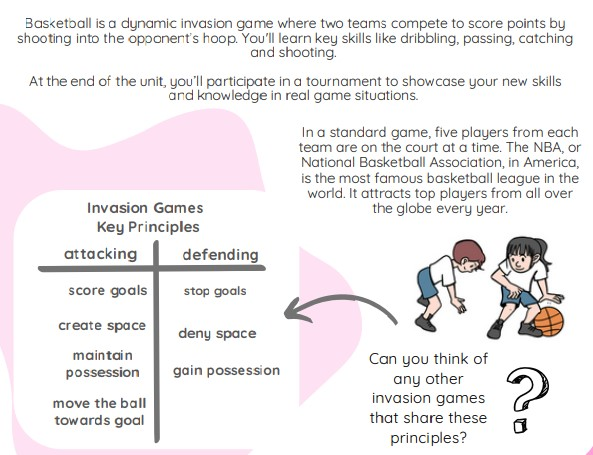 Basketball is a dynamic invasion game where two teams compete to score points by
shooting into the opponent's hoop. You'll learn key skills like dribbling, passing, catching
and shooting.
At the end of the unit, you'll participate in a tournament to showcase your new skills
and knowledge in real game situations.
In a standard game, five players from each
team are on the court at a time. The NBA, or
National Basketball Association, in America,
is the most famous basketball league in the
world. It attracts top players from all over
the globe every year.
Invasion Games
Key Principles
attacking defending
score goals stop goals
create space deny space
maintain
possession gain possession
move the ball
towards goal
Can you think of
any other
invasion games
that share these
principles?
?